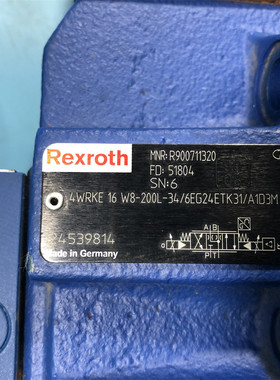 Rexroth
MNR: R900711320
FD: 51804
SN: 6
4WRKE 16 W8-200L-34/6EG24ETK31/A1D3M
24539814
Made in Germany
A B
P T